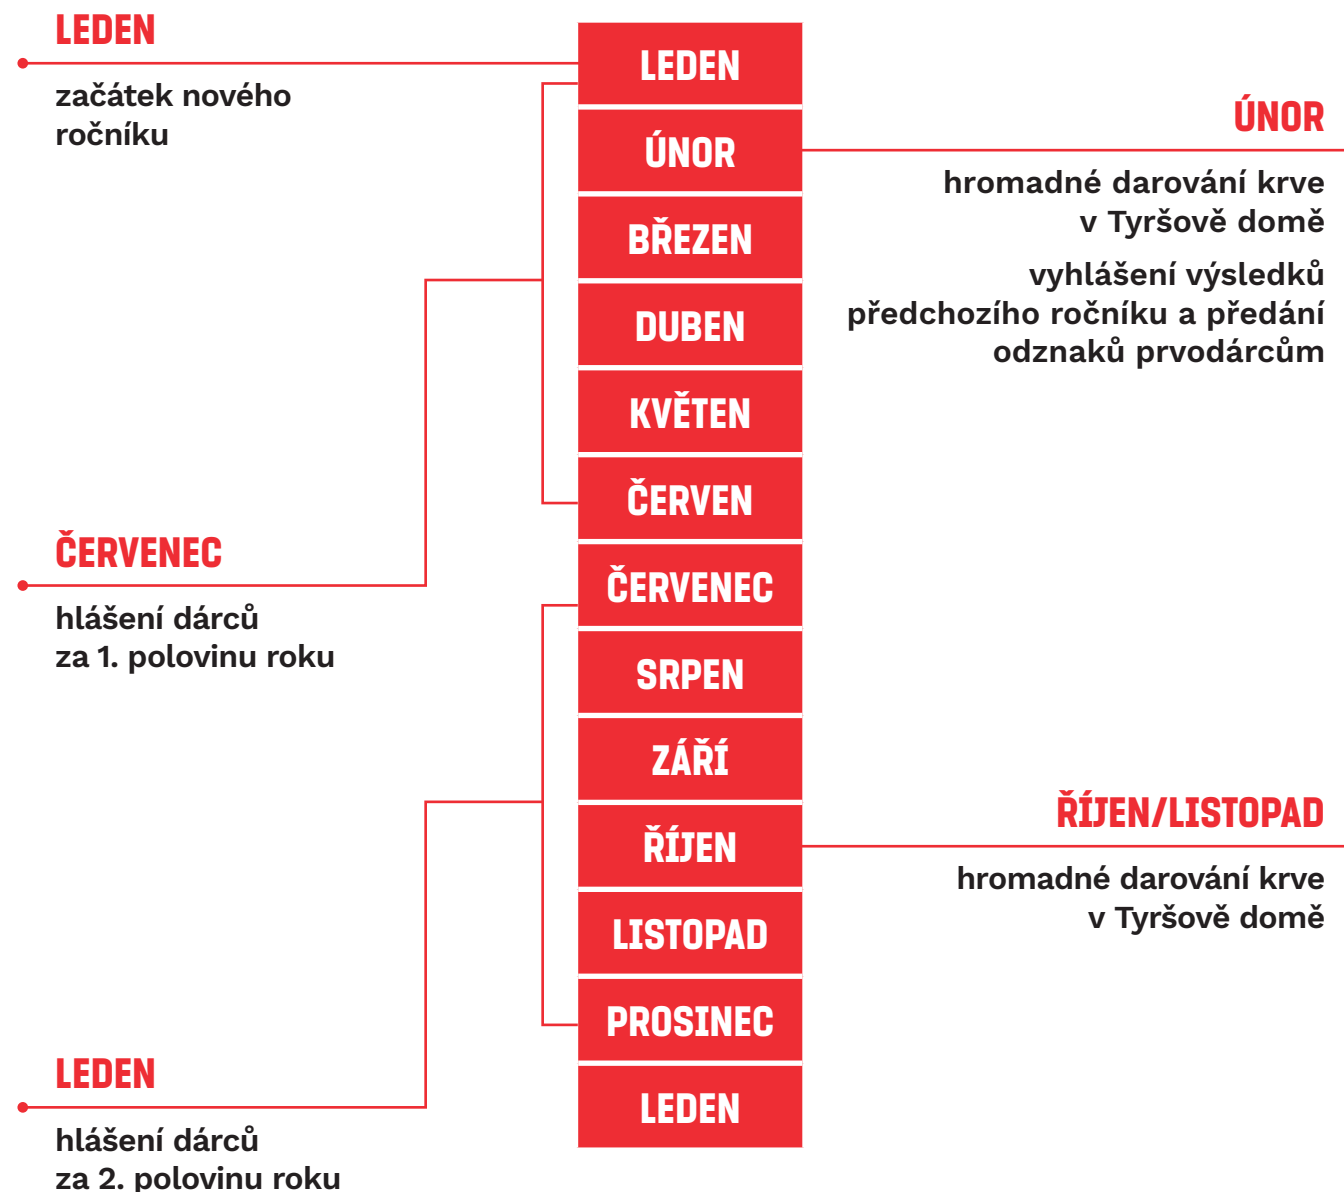 LEDEN
začátek nového
ročníku
ČERVENEC
hlášení dárců
za 1. polovinu roku
LEDEN
hlášení dárců
za 2. polovinu roku
LEDEN
ÚNOR
BŘEZEN
DUBEN
KVĚTEN
ČERVEN
ČERVENEC
SRPEN
ZÁŘÍ
ŘÍJEN
LISTOPAD
PROSINEC
LEDEN
ÚNOR
hromadné darování krve
v Tyršově domě
vyhlášení výsledků
předchozího ročníku a předání
odznaků prvodárcům
ŘÍJEN/LISTOPAD
hromadné darování krve
v Tyršově domě